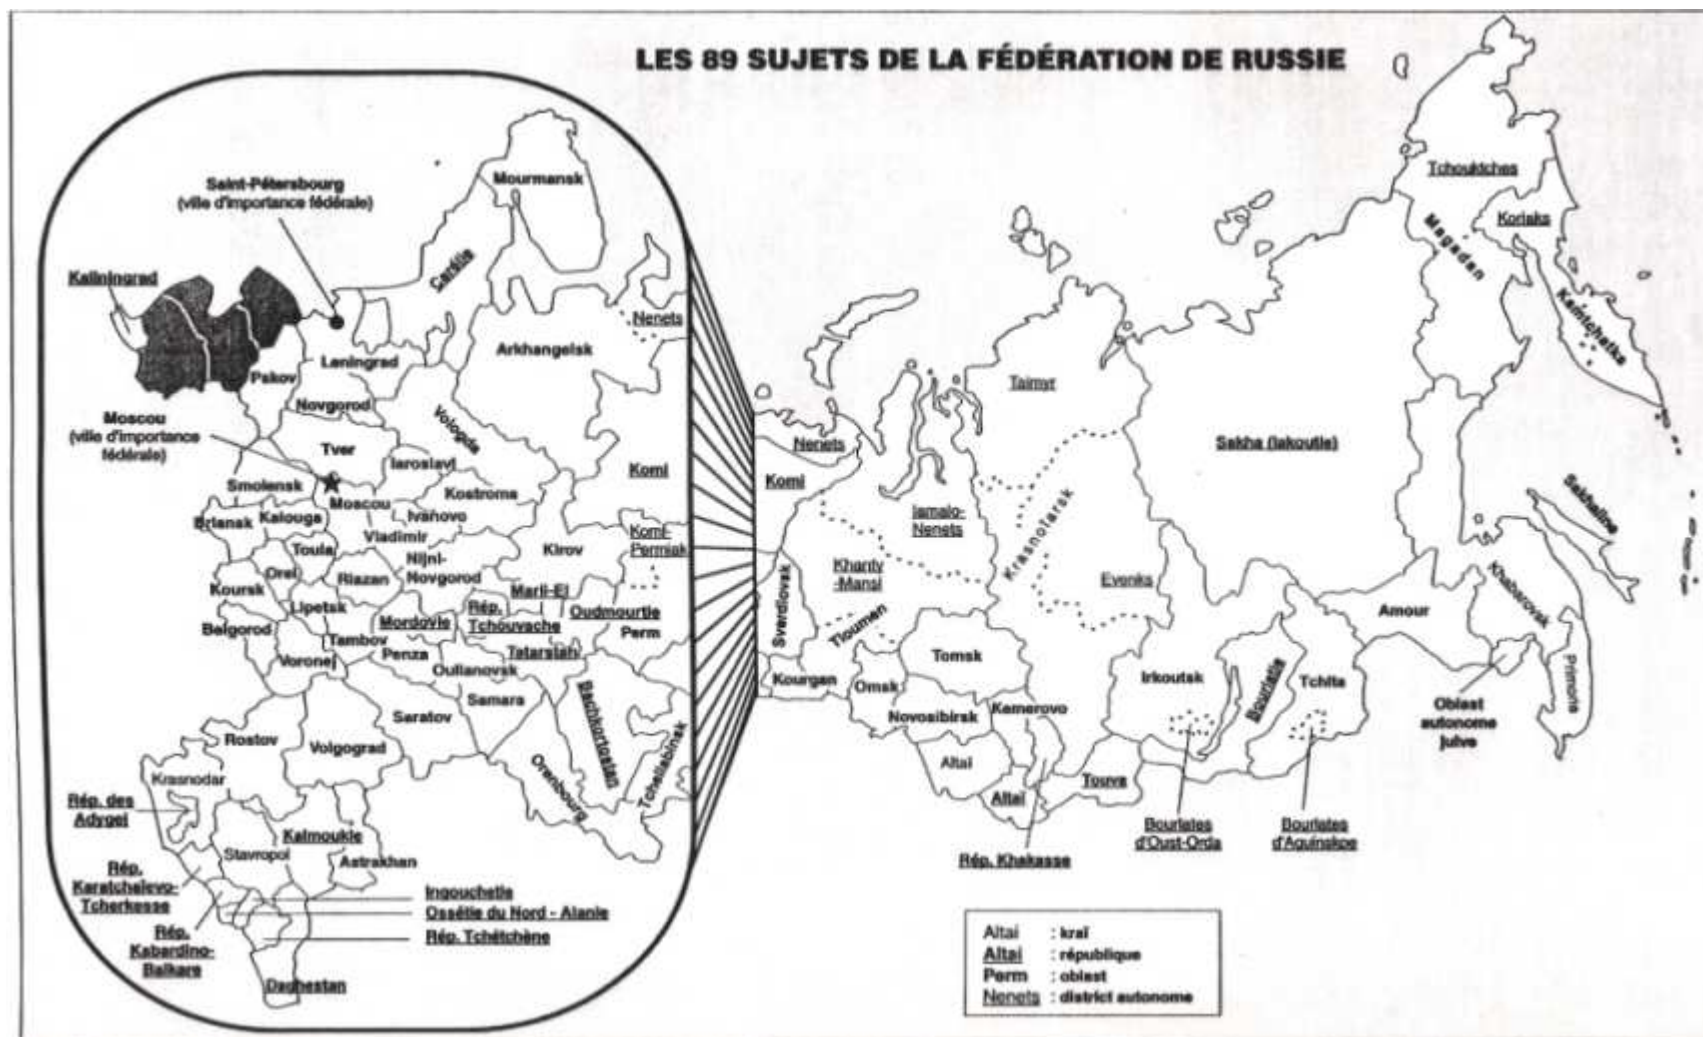 LES 89 SUJETS DE LA FÉDÉRATION DE RUSSIE
Saint-Pétersbourg
(ville d'importance fédérale)
Mourmansk
Kaliningrad
Carélie
Nenets
Arkhangelsk
Leningrad
Pskov
Novgorod
Vologda
Moscou
(ville d'importance
fédérale)
Tver
Iaroslavl
Komi
Smolensk
Moscou
Kostroma
Briansk
Kalouga
Ivanovo
Vladimir
Komi-
Permiak
Toula
Nijni-
Novgorod
Kirov
Orel
Riazan
Koursk
Marii-El
Lipetsk
Mordovie
Rép.
Tchouvache
Oudmourtie
Belgorod
Tambov
Perm
Voronej
Penza
Tatarstan
Oulianovsk
Samara
Bachkortostan
Saratov
Rostov
Volgograd
Orenbourg
Tcheliabinsk
Krasnodar
Rép. des
Adygei
Kalmoukie
Stavropol
Astrakhan
Rép.
Karatchaïevo-
Tcherkesse
Ingouchetie
Ossétie du Nord - Alanie
Rép. Tchétchène
Rép.
Kabardino-
Balkare
Daghestan
Tchouktches
Koriaks
Magadan
Kamtchatka
Taimyr
Nenets
Komi
Sakha (Iakoutie)
Iamalo-
Nenets
Krasnoiarsk
Sakhaline
Khanty
-Mansi
Evenks
Sverdlovsk
Tioumen
Khabarovsk
Amour
Tomsk
Kourgan
Omsk
Irkoutsk
Bouriatie
Tchita
Primorie
Novosibirsk
Kemerovo
Oblast
autonome
juive
Altaï
Altaï
Touva
Bouriates
d'Oust-Orda
Bouriates
d'Aguinskoe
Rép. Khakasse
Altai : kraï
Altai : république
Perm : oblast
Nenets : district autonome